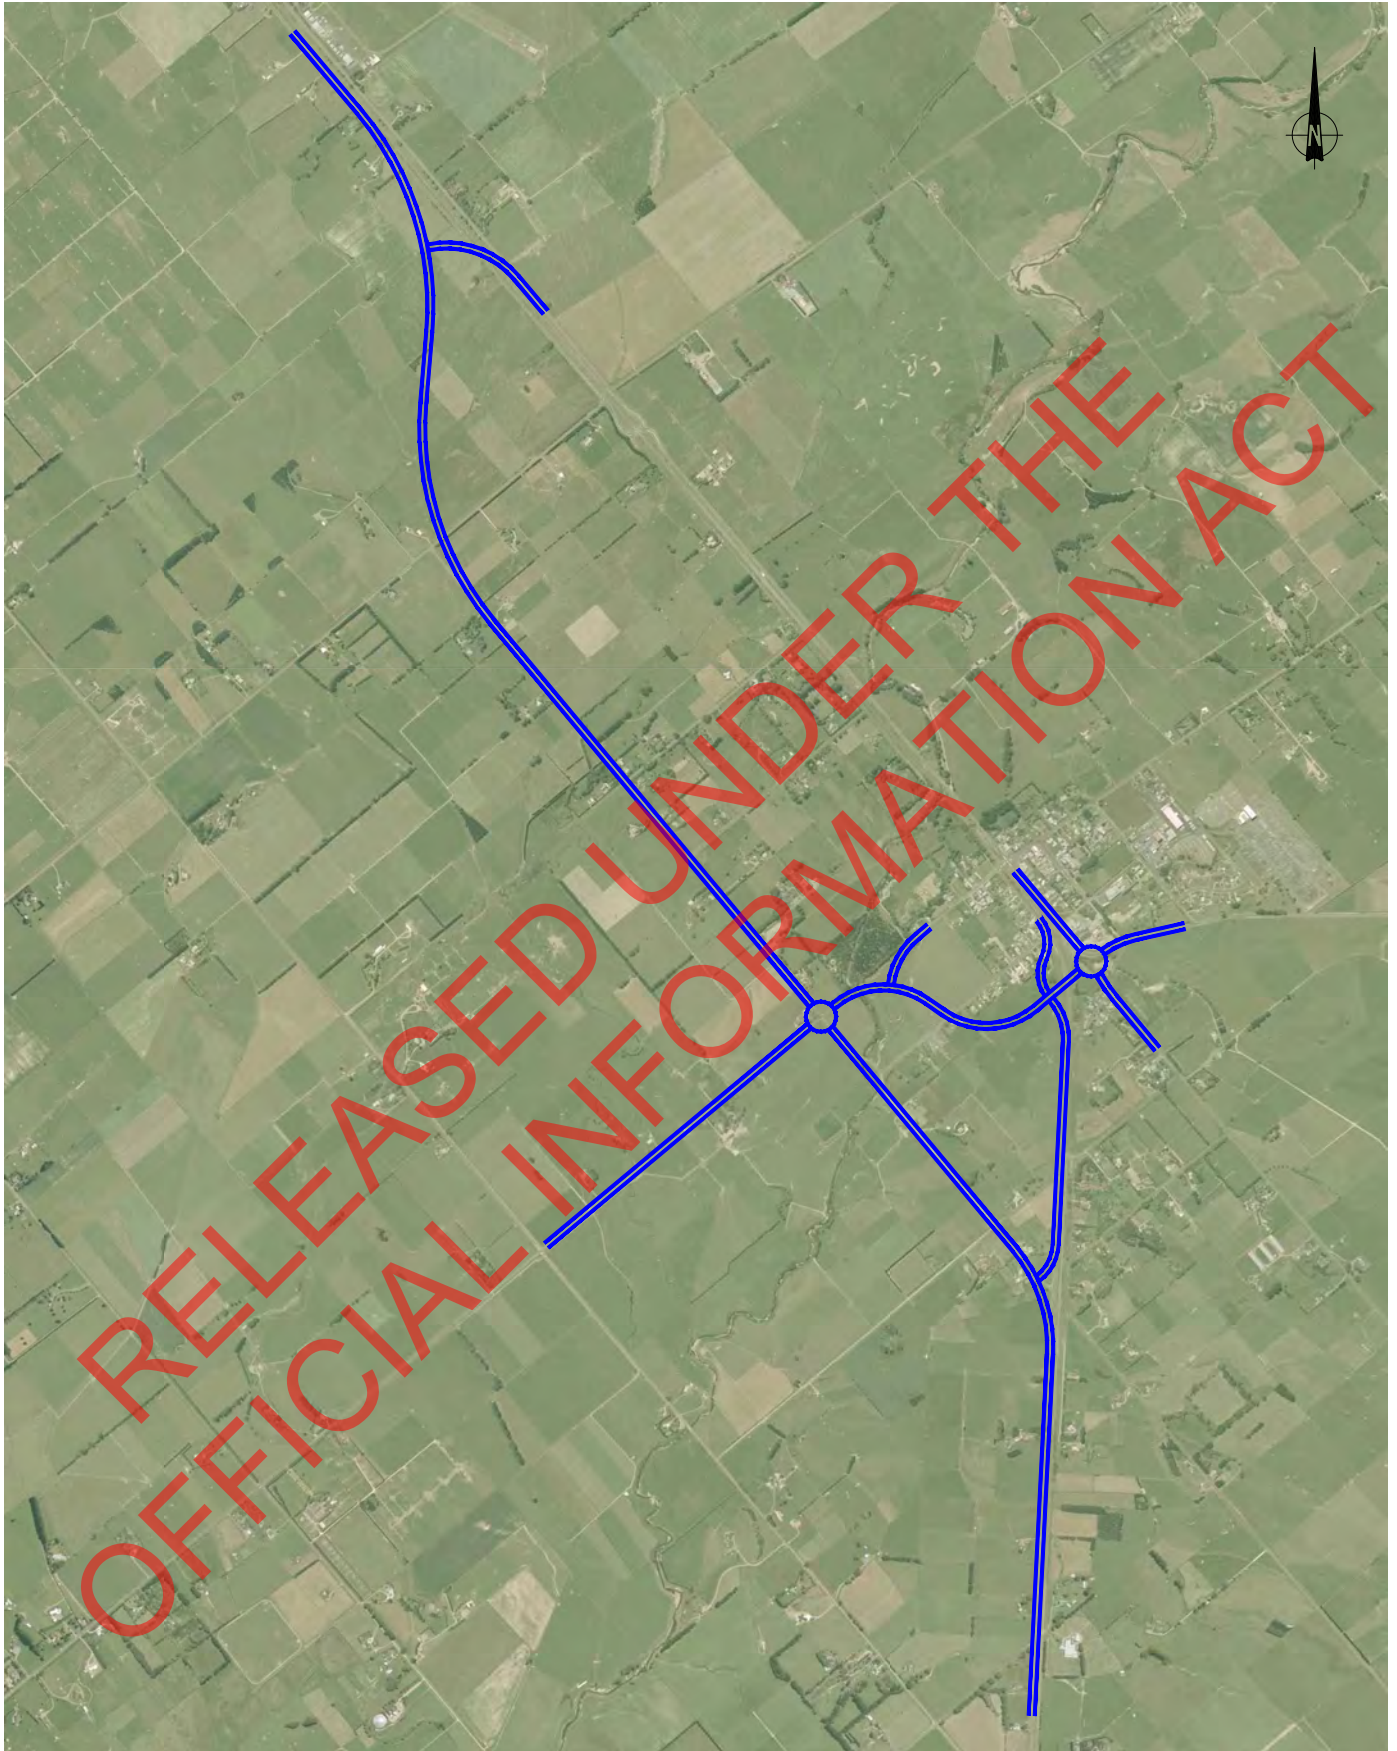 N
RELEASED UNDER THE
OFFICIAL INFORMATION ACT